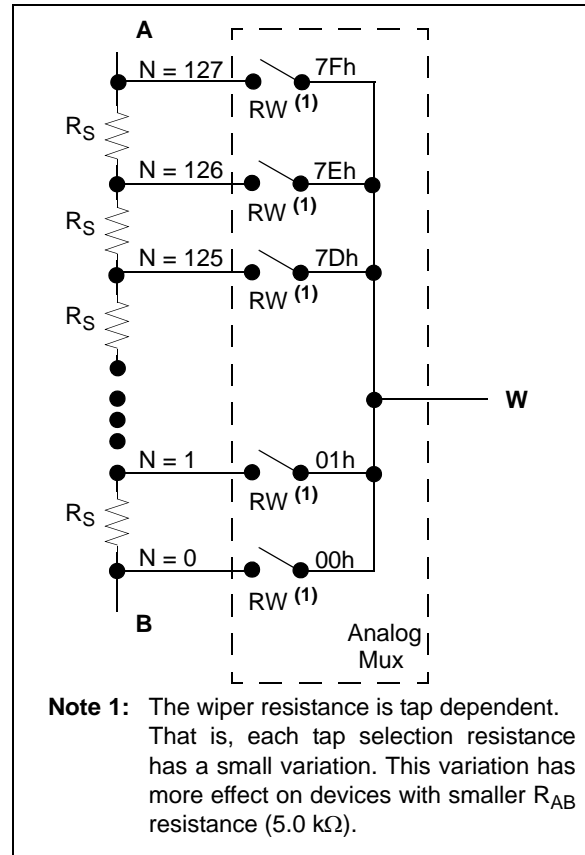 A
N = 127
7Fh
RW (1)
RS
N = 126
7Eh
RW (1)
RS
N = 125
7Dh
RW (1)
RS
W
N = 1
01h
RW (1)
RS
N = 0
00h
RW (1)
B
Analog
Mux
Note 1: The wiper resistance is tap dependent.
That is, each tap selection resistance
has a small variation. This variation has
more effect on devices with smaller RAB
resistance (5.0 kΩ).